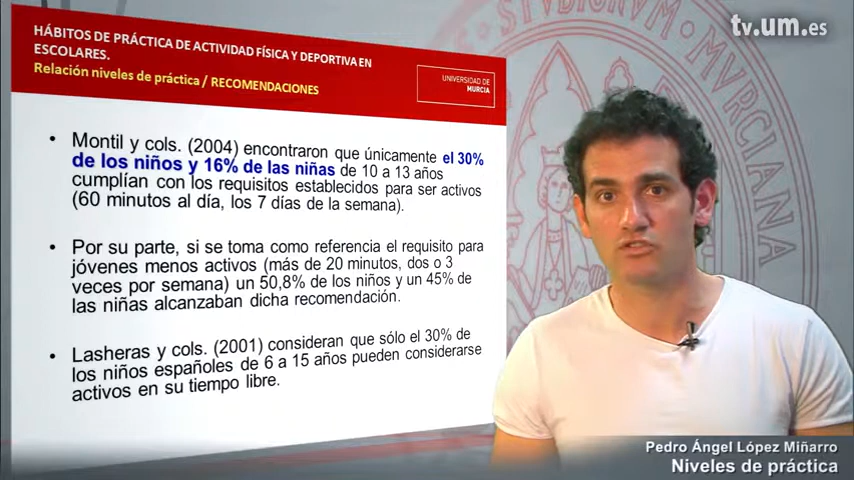 tv.um.es
HÁBITOS DE PRÁCTICA DE ACTIVIDAD FÍSICA Y DEPORTIVA EN
ESCOLARES.
Relación niveles de práctica / RECOMENDACIONES
UNIVERSIDAD DE
MURCIA
• Montil y cols. (2004) encontraron que únicamente el 30%
de los niños y 16% de las niñas de 10 a 13 años
cumplían con los requisitos establecidos para ser activos
(60 minutos al día, los 7 días de la semana).
• Por su parte, si se toma como referencia el requisito para
jóvenes menos activos (más de 20 minutos, dos o 3
veces por semana) un 50,8% de los niños y un 45% de
las niñas alcanzaban dicha recomendación.
• Lasheras y cols. (2001) consideran que sólo el 30% de
los niños españoles de 6 a 15 años pueden considerarse
activos en su tiempo libre.
Pedro Ángel López Miñarro
Niveles de práctica